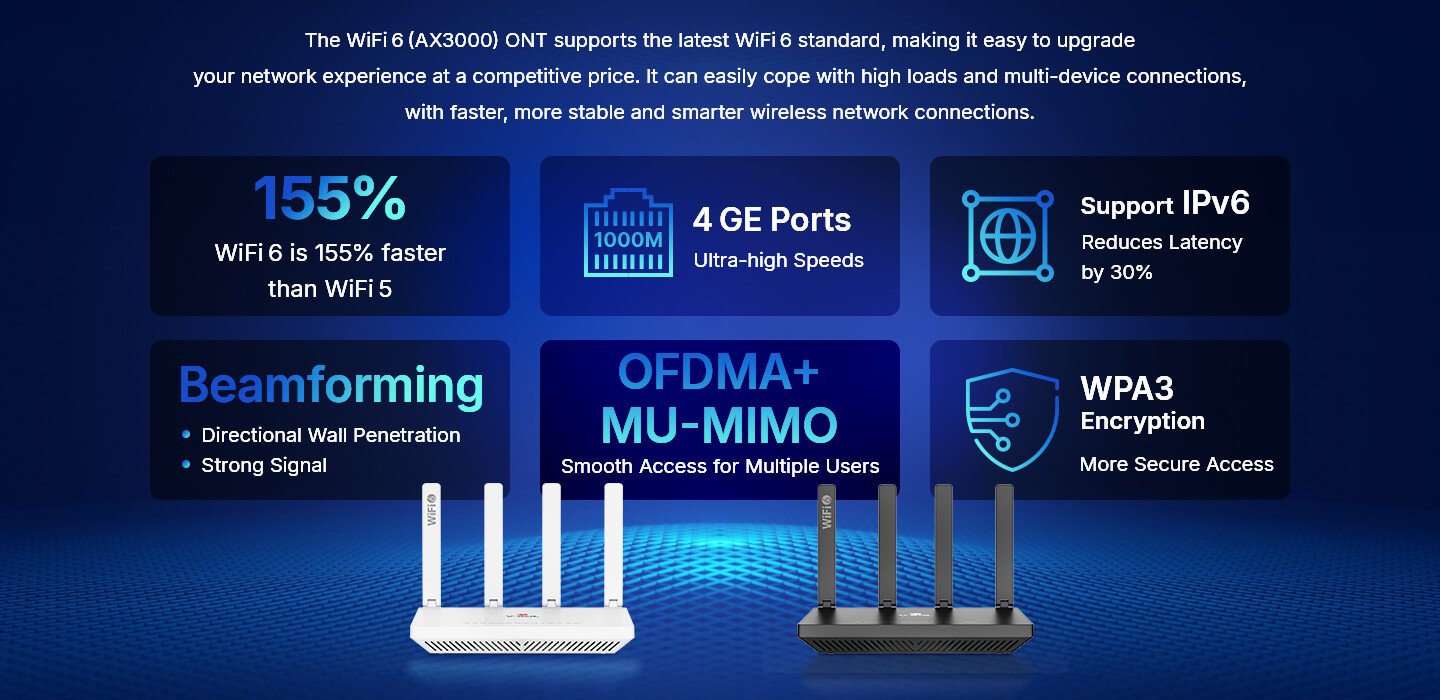 The WiFi 6 (AX3000) ONT supports the latest WiFi 6 standard, making it easy to upgrade
your network experience at a competitive price. It can easily cope with high loads and multi-device connections,
with faster, more stable and smarter wireless network connections.
155%
WiFi 6 is 155% faster
than WiFi 5
1000M
4 GE Ports
Ultra-high Speeds
Support IPv6
Reduces Latency
by 30%
Beamforming
Directional Wall Penetration
Strong Signal
OFDMA+
MU-MIMO
Smooth Access for Multiple Users
WPA3
Encryption
More Secure Access
WiFi 6
WiFi 6